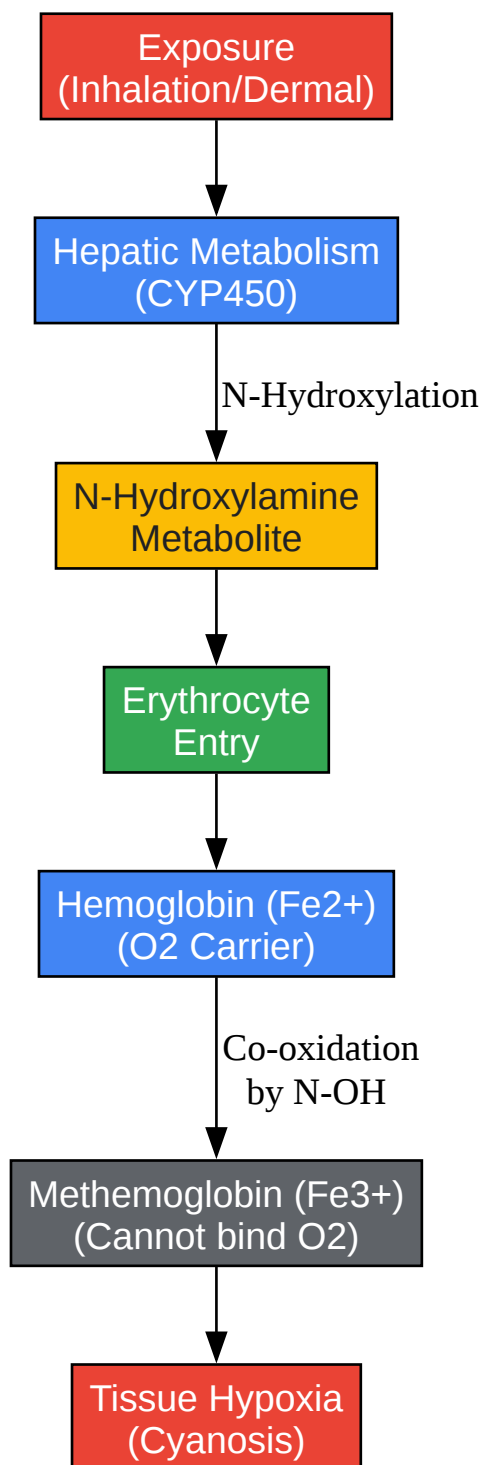 Exposure
(Inhalation/Dermal)
Hepatic Metabolism
(CYP450)
N-Hydroxylation
N-Hydroxylamine
Metabolite
Erythrocyte
Entry
Hemoglobin (Fe2+)
(O2 Carrier)
Co-oxidation
by N-OH
Methemoglobin (Fe3+)
(Cannot bind O2)
Tissue Hypoxia
(Cyanosis)